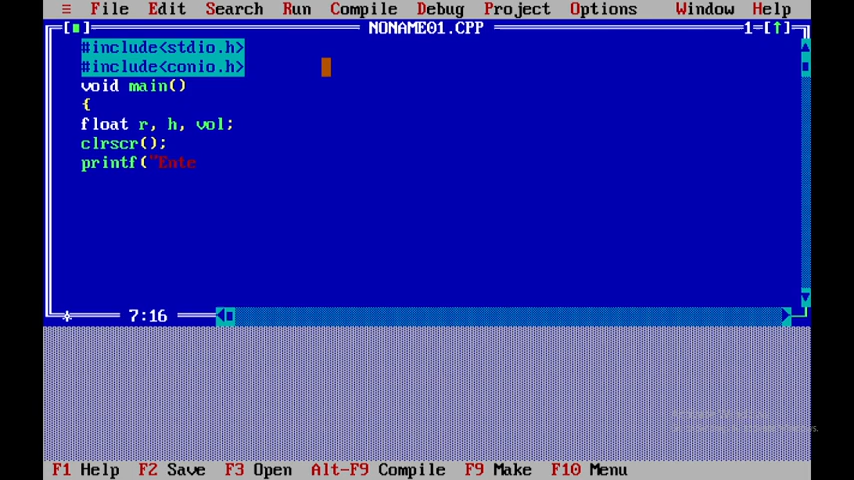 ≡ File Edit Search Run Compile Debug Project Options Window Help
[■] NONAME01.CPP 1=[↑]
#include<stdio.h>
#include<conio.h>
void main()
{
float r, h, vol;
clrscr();
printf("Ente
7:16
F1 Help F2 Save F3 Open Alt-F9 Compile F9 Make F10 Menu